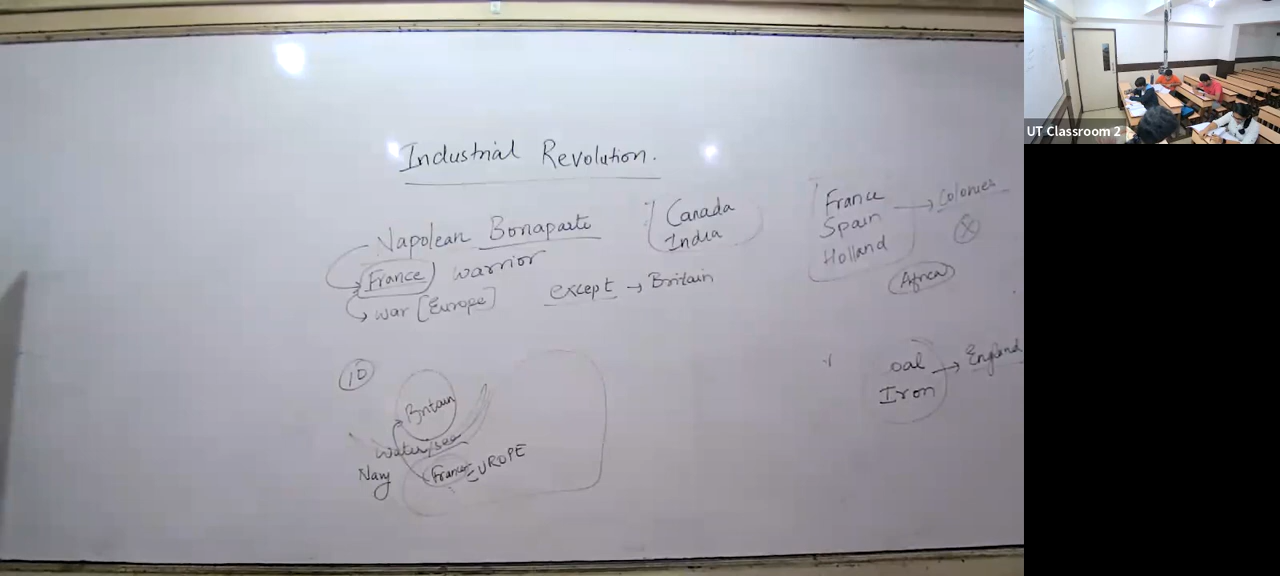 Industrial Revolution.
Napolean Bonaparte
France warrior
war [Europe]
except → Britain
Canada
India
France → Colonies
Spain
Holland
Africa
10
Britain
water/sea
Navy
France
EUROPE
oal → England
Iron
UT Classroom 2